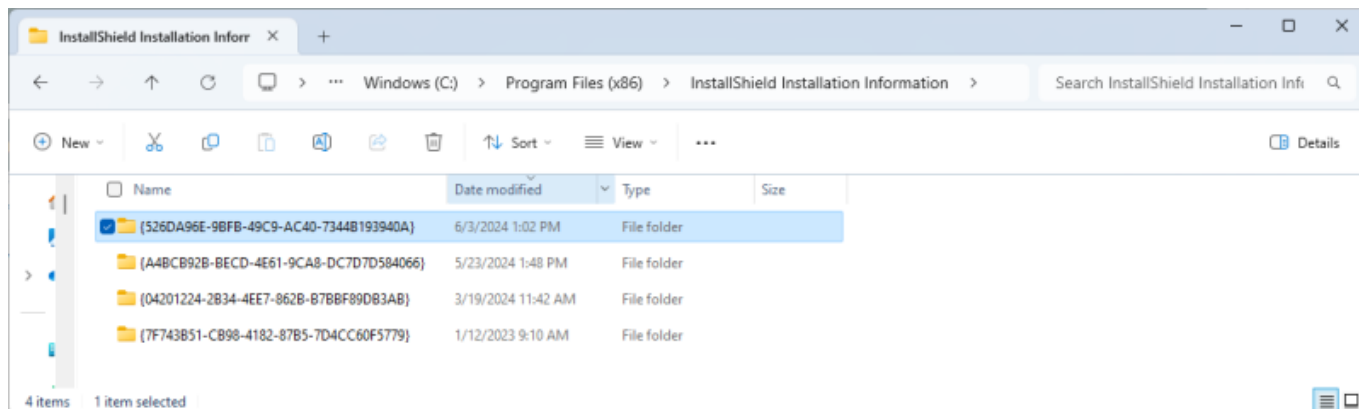 InstallShield Installation Inforr
Windows (C:) > Program Files (x86) > InstallShield Installation Information >
Search InstallShield Installation Info
New
Sort
View
Details
Name Date modified Type Size
{526DA96E-9BFB-49C9-AC40-7344B193940A} 6/3/2024 1:02 PM File folder
{A4BCB92B-BECD-4E61-9CA8-DC7D7D584066} 5/23/2024 1:48 PM File folder
{04201224-2B34-4EE7-862B-B7BBF89DB3AB} 3/19/2024 11:42 AM File folder
{7F743B51-CB98-4182-87B5-7D4CC60F5779} 1/12/2023 9:10 AM File folder
4 items 1 item selected